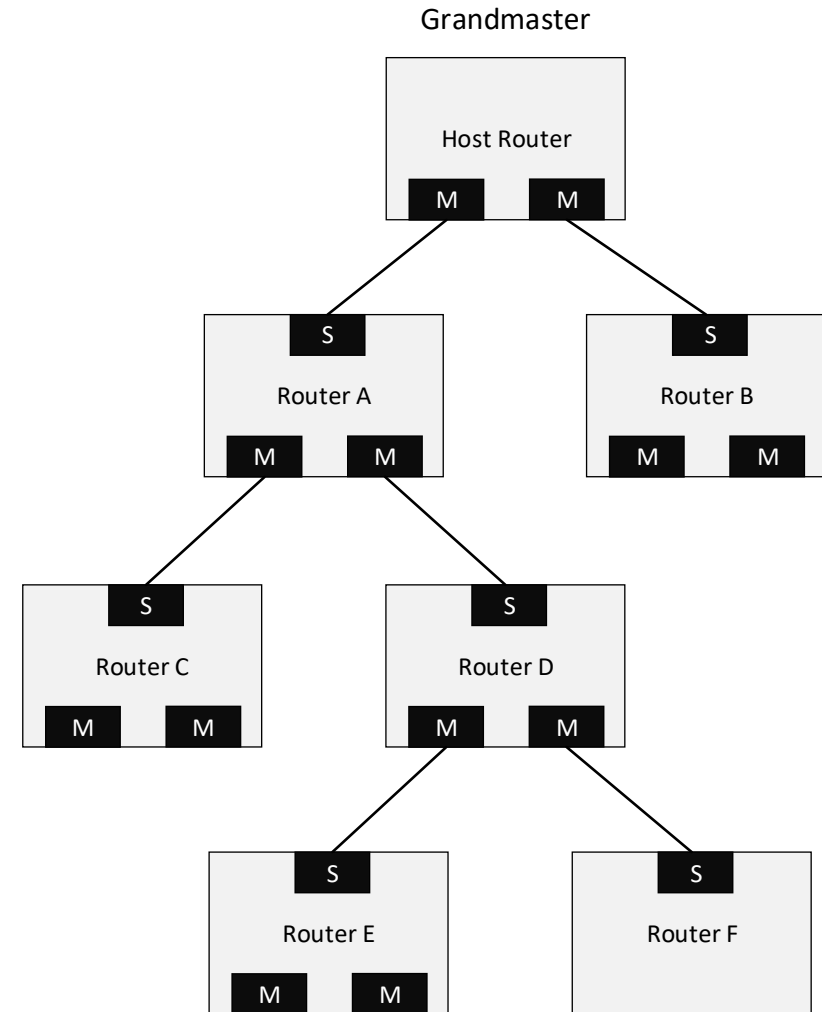 Grandmaster
Host Router
M M
S S
Router A Router B
M M M M
S S
Router C Router D
M M M M
S S
Router E Router F
M M